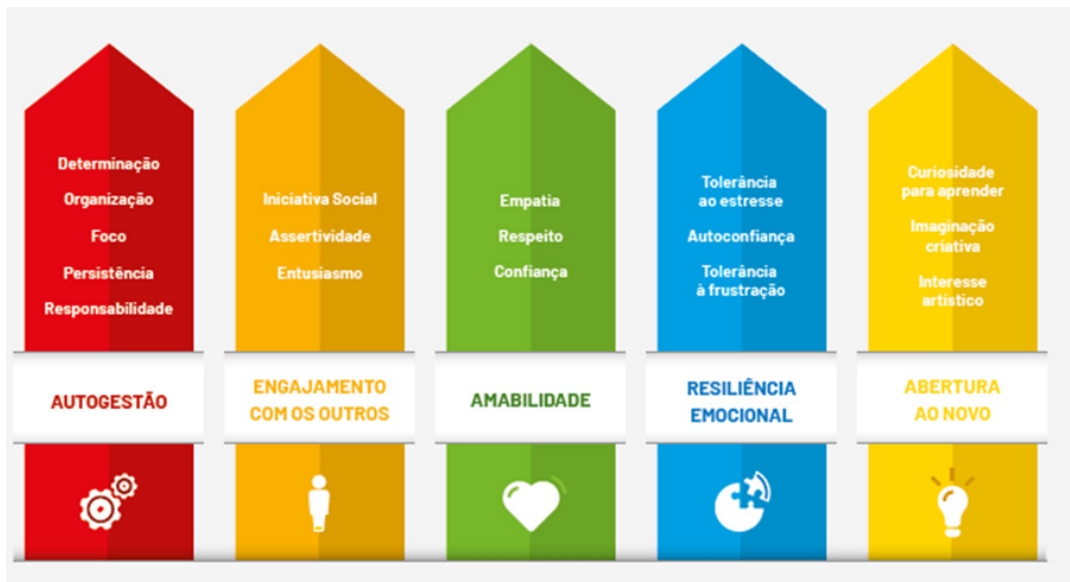 Determinação
Organização
Foco
Persistência
Responsabilidade
AUTOGESTÃO
Iniciativa Social
Assertividade
Entusiasmo
ENGAJAMENTO
COM OS OUTROS
Empatia
Respeito
Confiança
AMABILIDADE
Tolerância
ao estresse
Autoconfiança
Tolerância
à frustração
RESILIÊNCIA
EMOCIONAL
Curiosidade
para aprender
Imaginação
criativa
Interesse
artístico
ABERTURA
AO NOVO